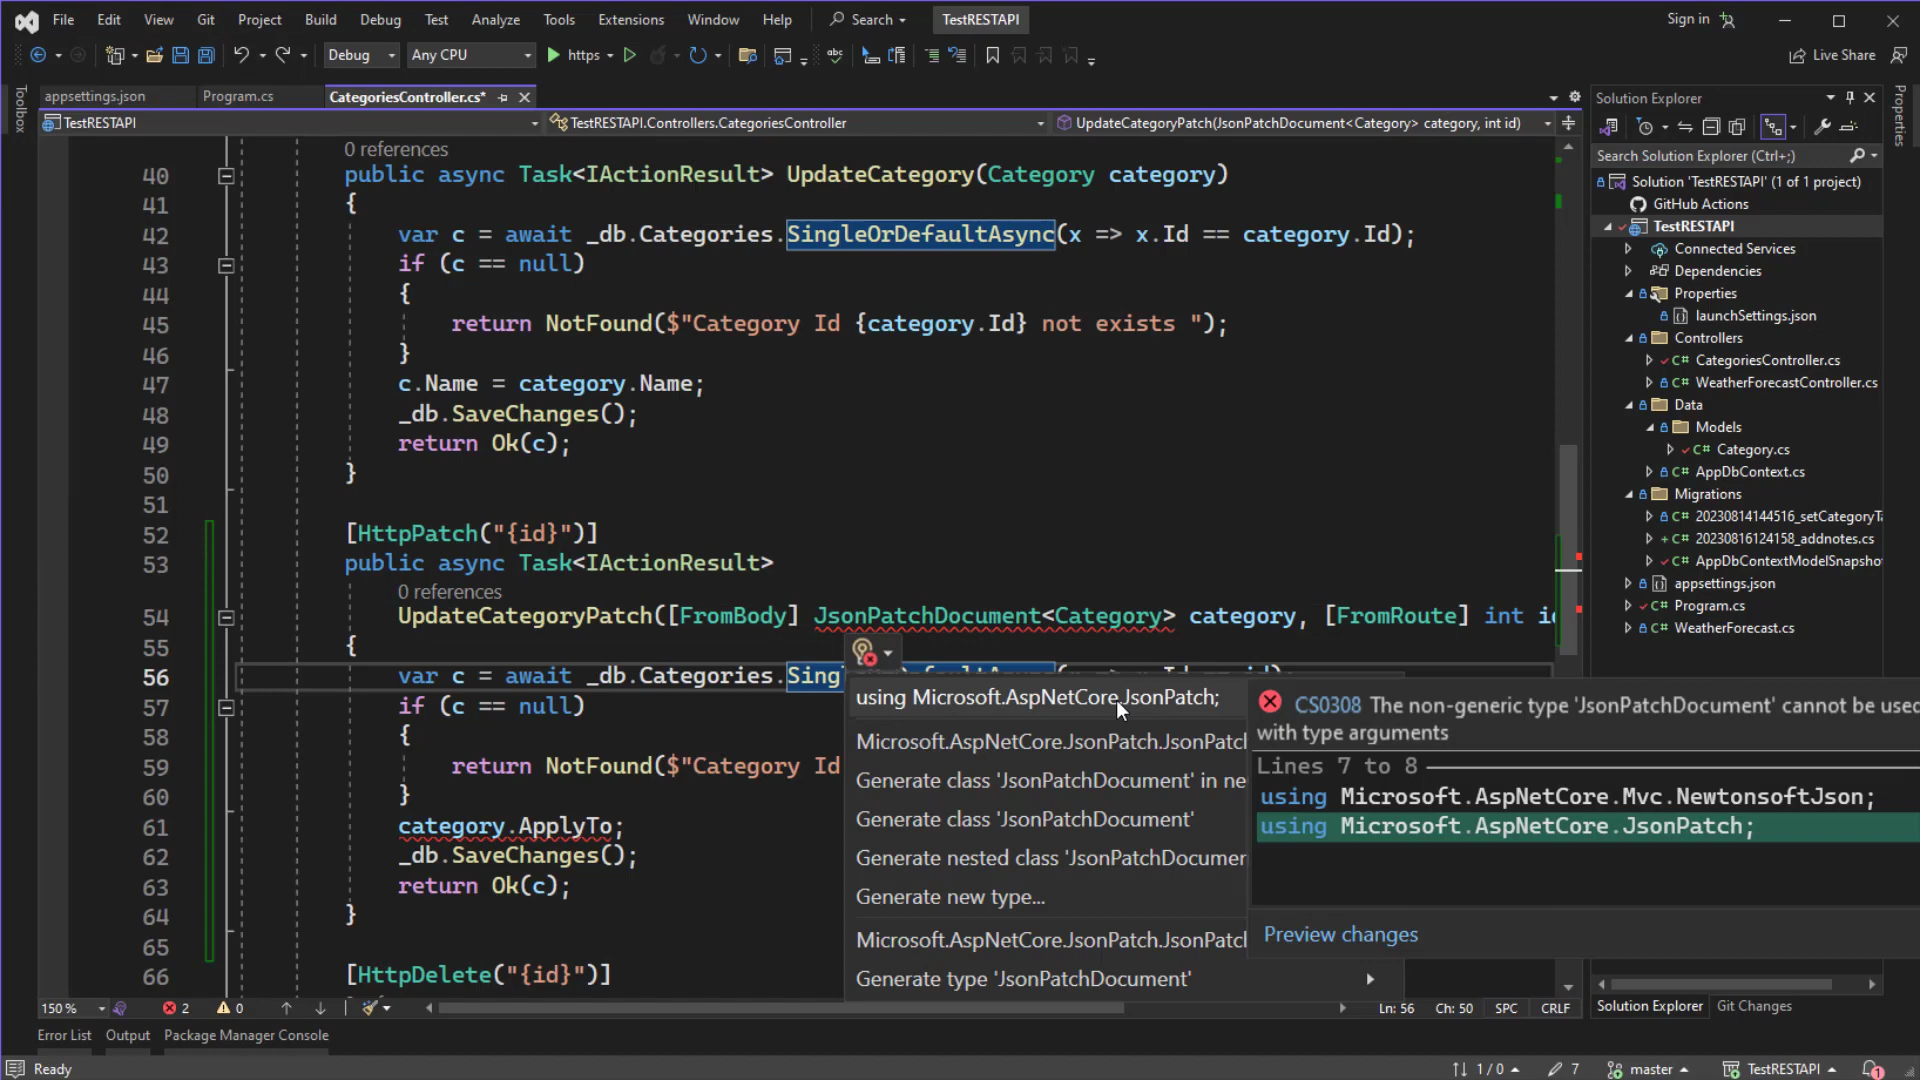 File Edit View Git Project Build Debug Test Analyze Tools Extensions Window Help Search TestRESTAPI Sign in
Debug Any CPU https Live Share
Toolbox
appsettings.json Program.cs CategoriesController.cs*
TestRESTAPI TestRESTAPI.Controllers.CategoriesController UpdateCategoryPatch(JsonPatchDocument<Category> category, int id)
0 references
40 public async Task<IActionResult> UpdateCategory(Category category)
41 {
42 var c = await _db.Categories.SingleOrDefaultAsync(x => x.Id == category.Id);
43 if (c == null)
44 {
45 return NotFound($"Category Id {category.Id} not exists ");
46 }
47 c.Name = category.Name;
48 _db.SaveChanges();
49 return Ok(c);
50 }
51
52 [HttpPatch("{id}")]
53 public async Task<IActionResult>
0 references
54 UpdateCategoryPatch([FromBody] JsonPatchDocument<Category> category, [FromRoute] int id
55 {
56 var c = await _db.Categories.Sing
57 if (c == null)
58 {
59 return NotFound($"Category Id
60 }
61 category.ApplyTo;
62 _db.SaveChanges();
63 return Ok(c);
64 }
65
66 [HttpDelete("{id}")]
using Microsoft.AspNetCore.JsonPatch;
Microsoft.AspNetCore.JsonPatch.JsonPatch
Generate class 'JsonPatchDocument' in ne
Generate class 'JsonPatchDocument'
Generate nested class 'JsonPatchDocumen
Generate new type...
Microsoft.AspNetCore.JsonPatch.JsonPatch
Generate type 'JsonPatchDocument'
CS0308 The non-generic type 'JsonPatchDocument' cannot be used
with type arguments
Lines 7 to 8
using Microsoft.AspNetCore.Mvc.NewtonsoftJson;
using Microsoft.AspNetCore.JsonPatch;
Preview changes
Solution Explorer
Search Solution Explorer (Ctrl+;)
Solution 'TestRESTAPI' (1 of 1 project)
GitHub Actions
TestRESTAPI
Connected Services
Dependencies
Properties
launchSettings.json
Controllers
C# CategoriesController.cs
C# WeatherForecastController.cs
Data
Models
C# Category.cs
C# AppDbContext.cs
Migrations
C# 20230814144516_setCategoryTa
C# 20230816124158_addnotes.cs
C# AppDbContextModelSnapshot
appsettings.json
C# Program.cs
C# WeatherForecast.cs
Properties
Solution Explorer Git Changes
150 % 2 0 Ln: 56 Ch: 50 SPC CRLF
Error List Output Package Manager Console
Ready 1 / 0 7 master TestRESTAPI 1